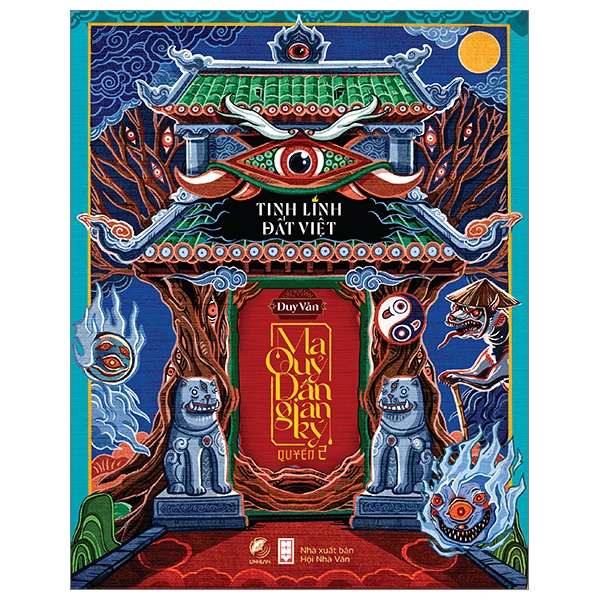 TINH LINH
ĐẤT VIỆT
Duy Văn
Ma
Quỷ
Dân
gian
ký
QUYỂN 2
LINHLAN
Nhà xuất bản
Hội Nhà Văn